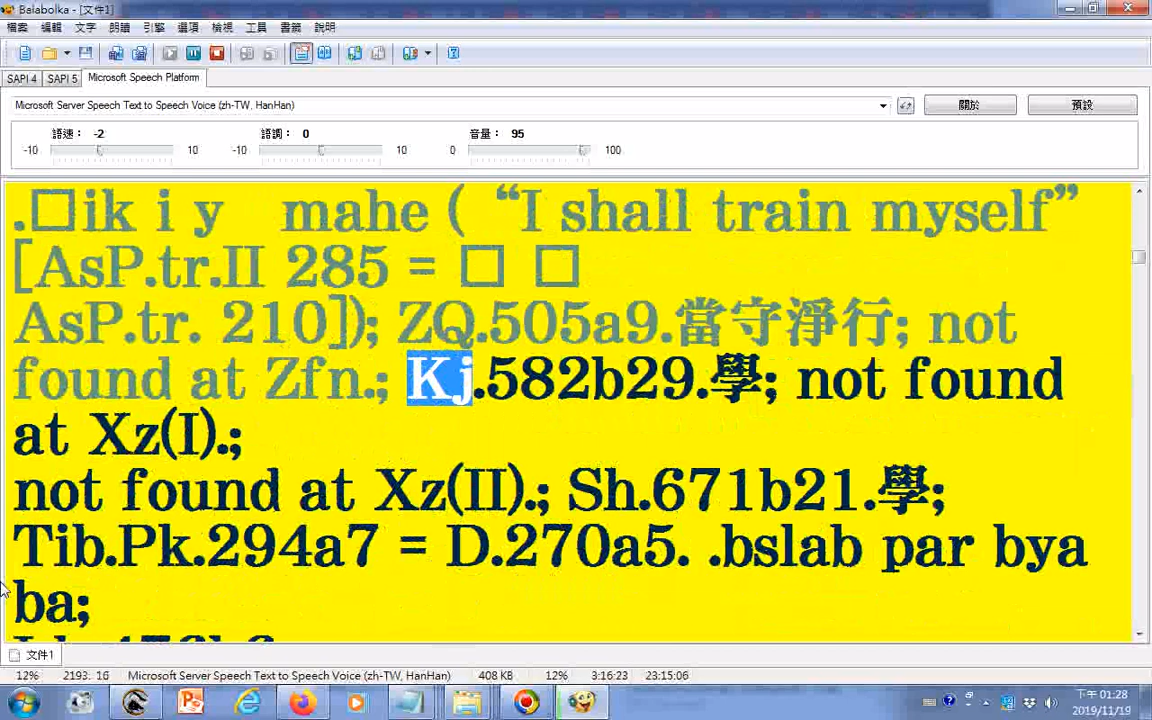 Balabolka - [文件1]
檔案 編輯 文字 朗讀 引擎 選項 檢視 工具 書籤 說明
SAPI 4 SAPI 5 Microsoft Speech Platform
Microsoft Server Speech Text to Speech Voice (zh-TW, HanHan) 關於 預設
語速： -2 語調： 0 音量： 95
-10 10 -10 10 0 100
.□ik i y mahe ( “I shall train myself”
[AsP.tr.II 285 = □ □
AsP.tr. 210]); ZQ.505a9.當守淨行; not
found at Zfn.; Kj.582b29.學; not found
at Xz(I).;
not found at Xz(II).; Sh.671b21.學;
Tib.Pk.294a7 = D.270a5. .bslab par bya
ba;
文件1
12% 2193: 16 Microsoft Server Speech Text to Speech Voice (zh-TW, HanHan) 408 KB 12% 3:16:23 23:15:06
下午 01:28
2019/11/19